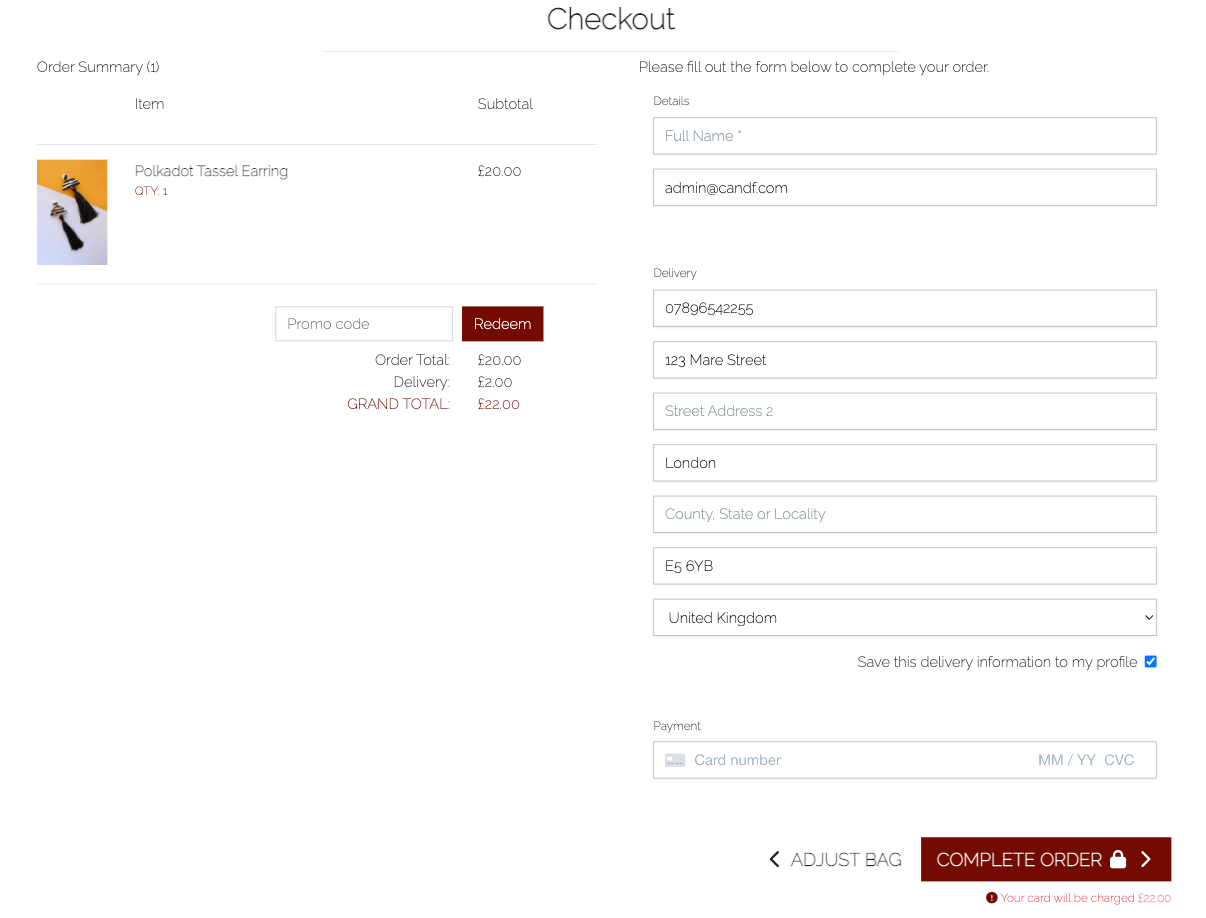 Checkout
Order Summary (1)
Item Subtotal
Polkadot Tassel Earring £20.00
QTY: 1
Promo code Redeem
Order Total: £20.00
Delivery: £2.00
GRAND TOTAL: £22.00
Please fill out the form below to complete your order.
Details
Full Name *
admin@candf.com
Delivery
07896542255
123 Mare Street
Street Address 2
London
County, State or Locality
E5 6YB
United Kingdom
Save this delivery information to my profile
Payment
Card number MM / YY CVC
ADJUST BAG COMPLETE ORDER
Your card will be charged £22.00